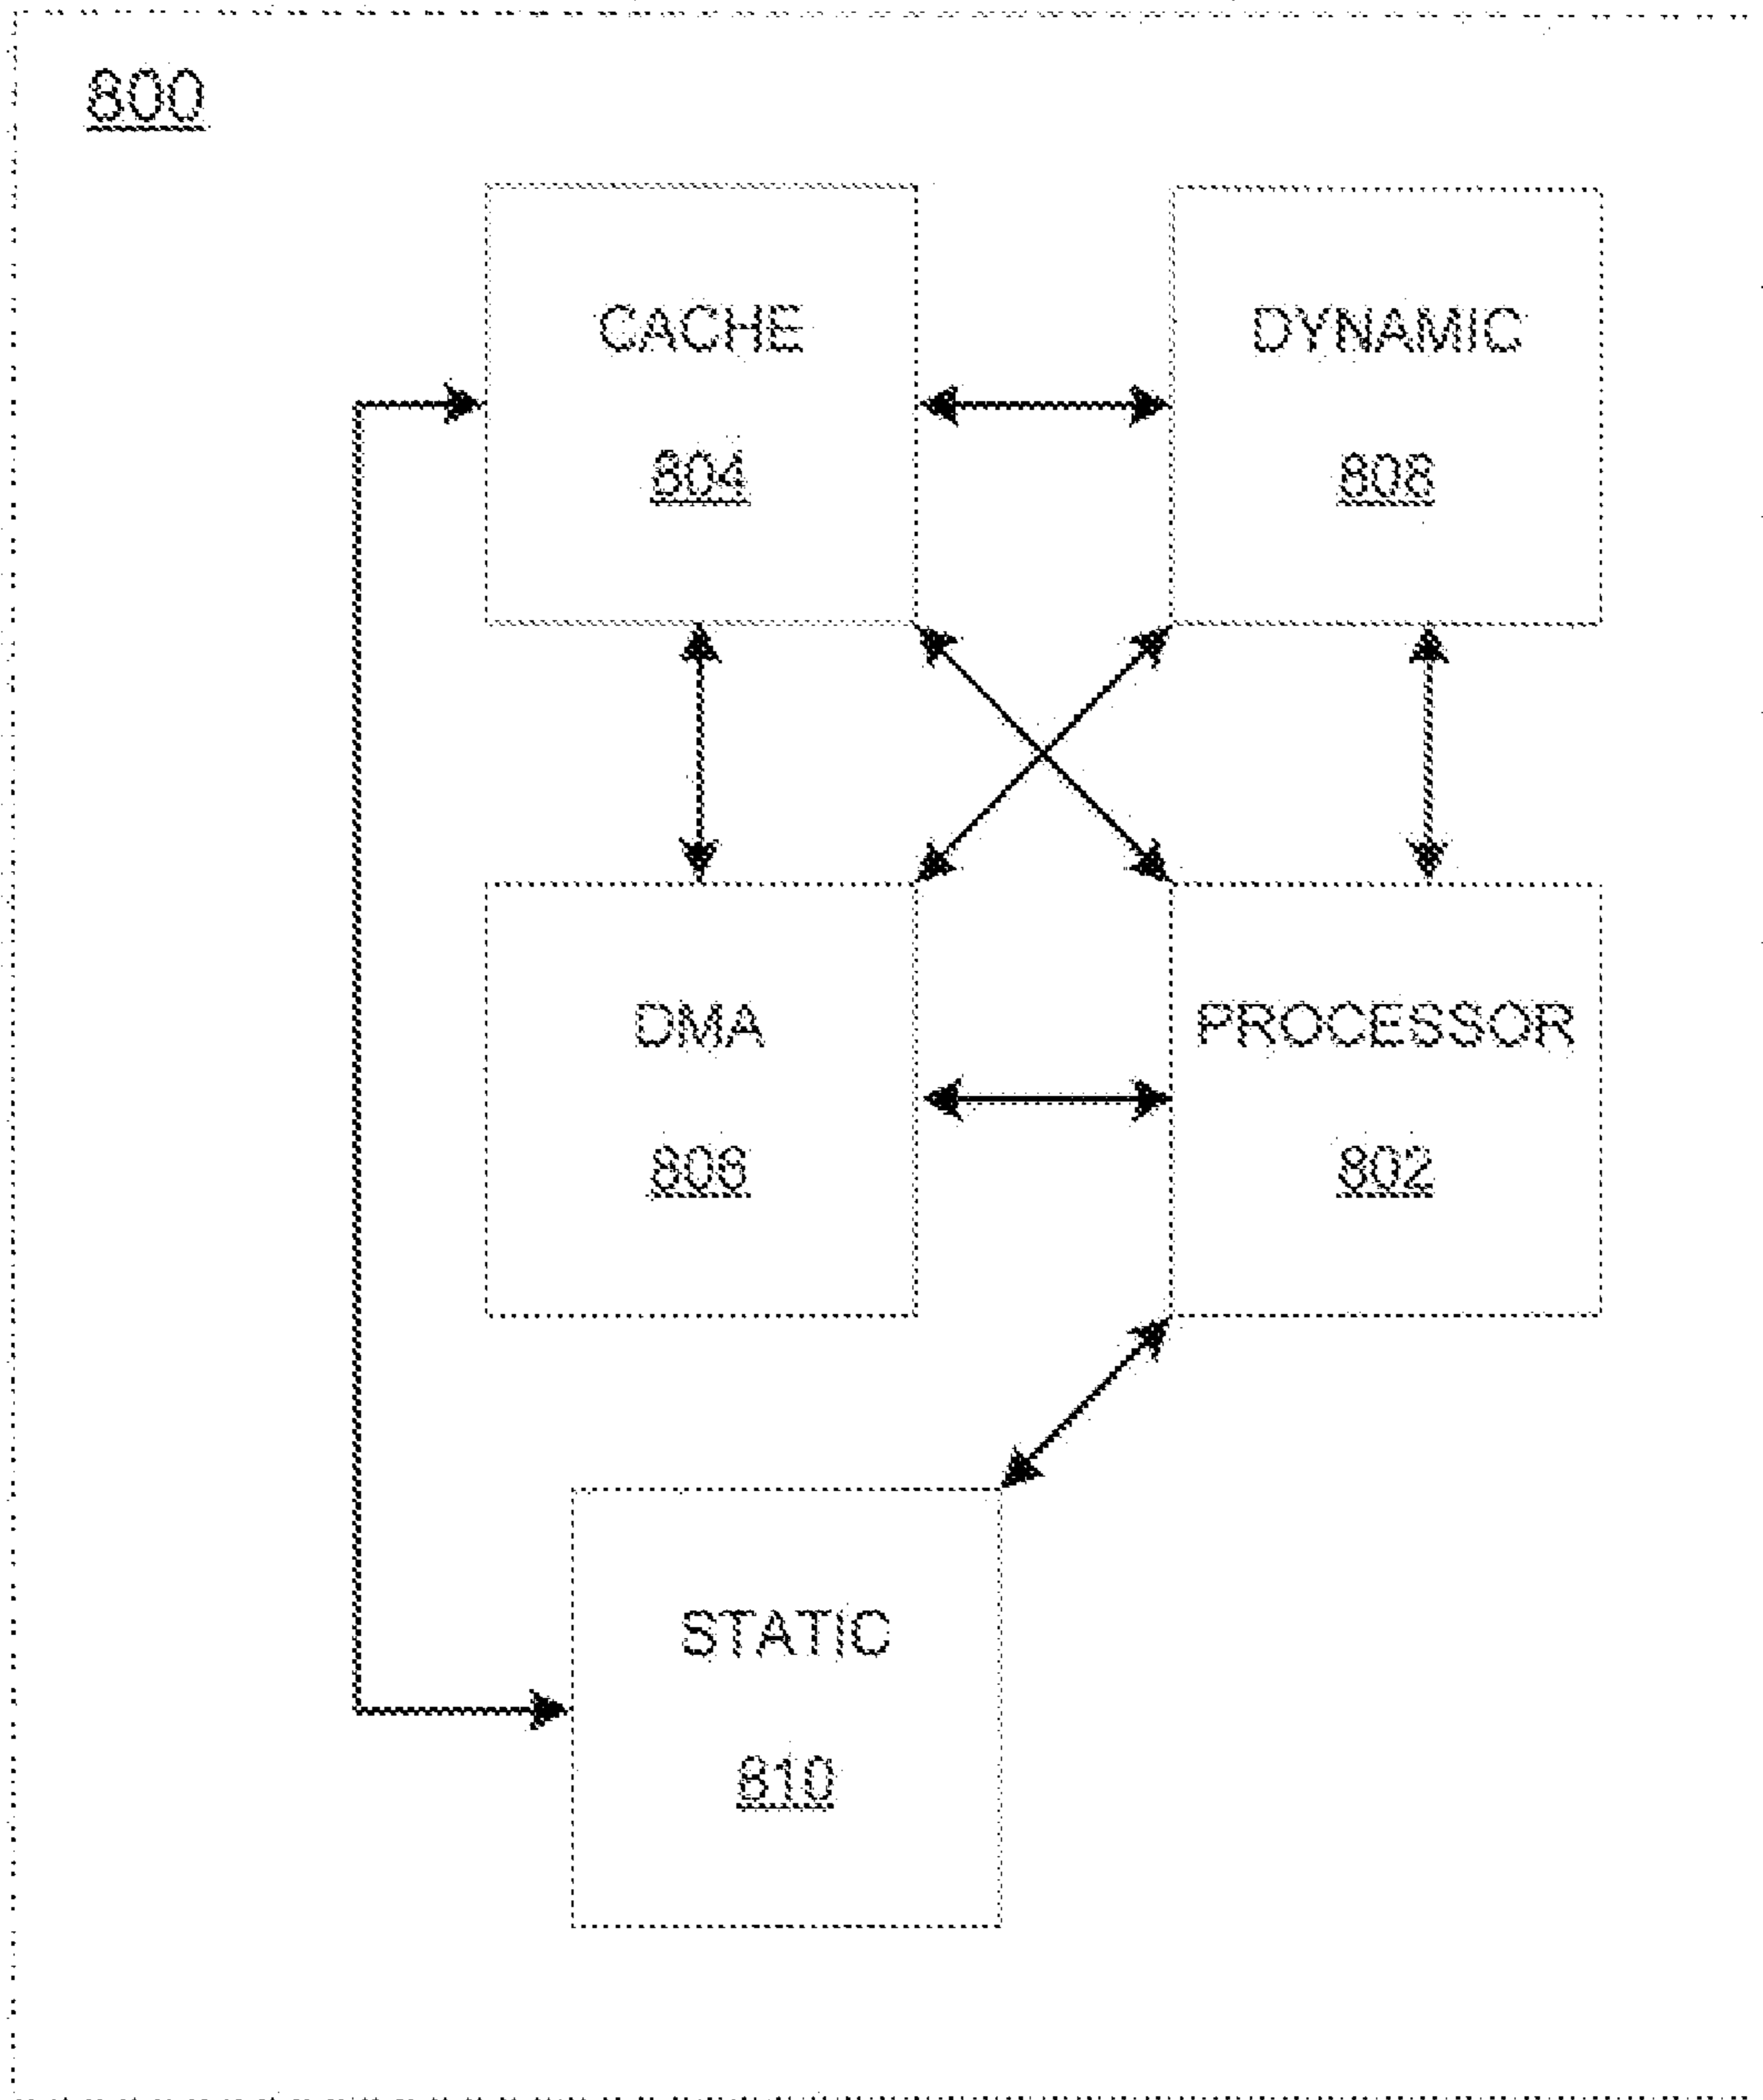 800
CACHE
804
DYNAMIC
808
DMA
806
PROCESSOR
802
STATIC
810